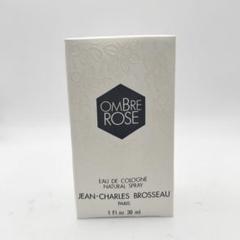 OMBRE
ROSE
EAU DE COLOGNE
NATURAL SPRAY
JEAN-CHARLES BROSSEAU
PARIS
1 fl oz 30 ml